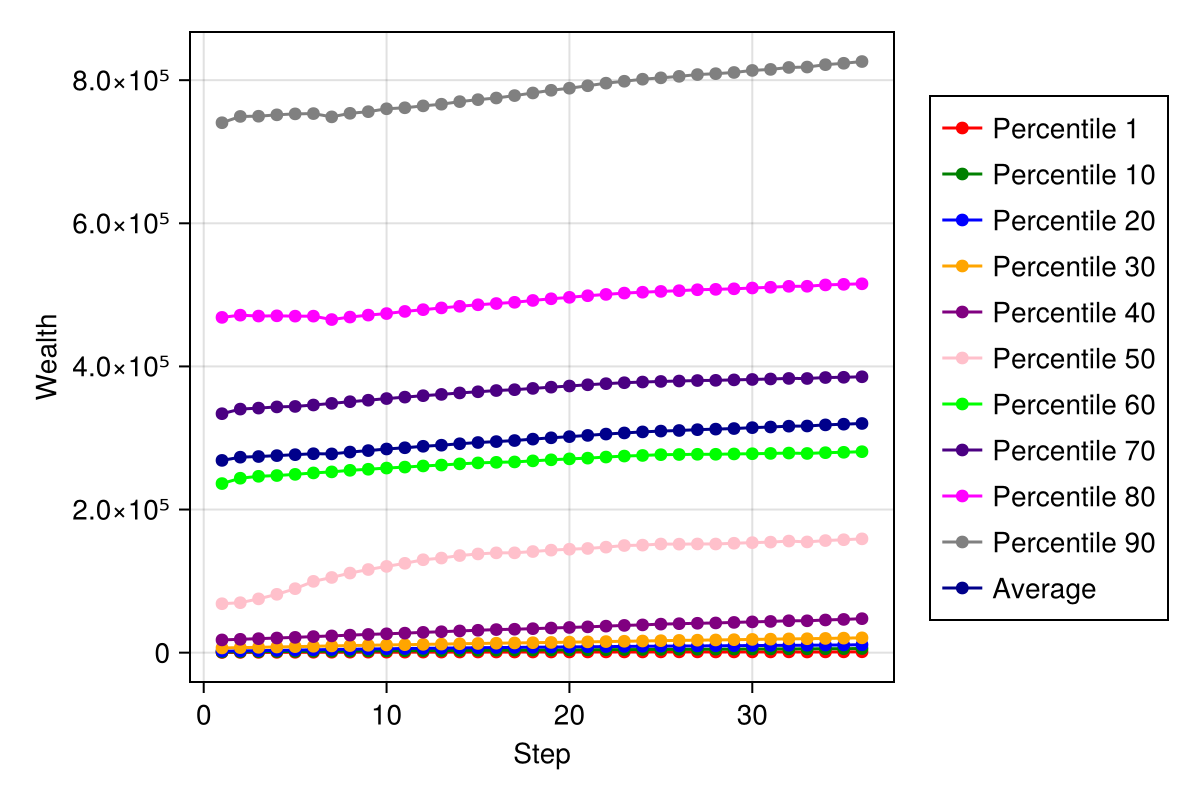 8.0×10⁵
6.0×10⁵
4.0×10⁵
2.0×10⁵
0
Wealth
0 10 20 30
Step
Percentile 1
Percentile 10
Percentile 20
Percentile 30
Percentile 40
Percentile 50
Percentile 60
Percentile 70
Percentile 80
Percentile 90
Average